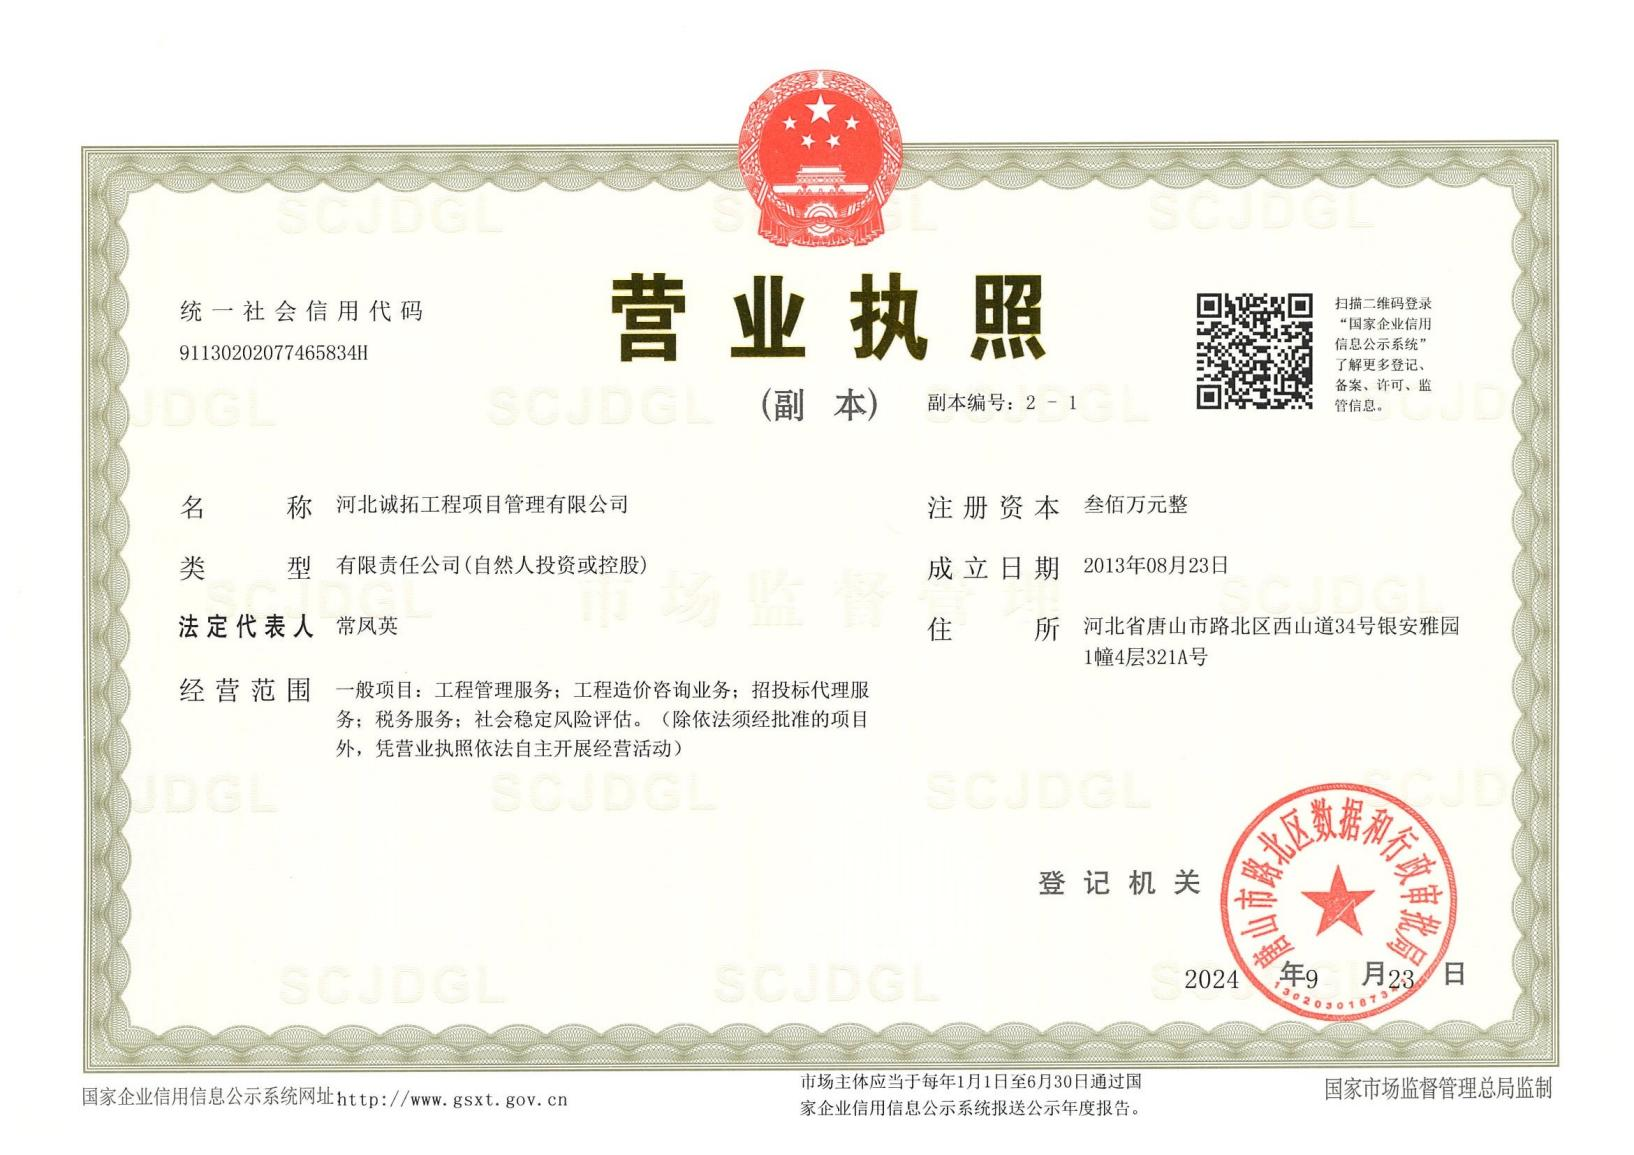 营业执照
(副 本)
副本编号：2 - 1
统一社会信用代码
91130202077465834H
扫描二维码登录
“国家企业信用
信息公示系统”
了解更多登记、
备案、许可、监
管信息。
名 称 河北诚拓工程项目管理有限公司
类 型 有限责任公司(自然人投资或控股)
法定代表人 常凤英
经营范围 一般项目：工程管理服务；工程造价咨询业务；招投标代理服
务；税务服务；社会稳定风险评估。（除依法须经批准的项目
外，凭营业执照依法自主开展经营活动）
注册资本 叁佰万元整
成立日期 2013年08月23日
住 所 河北省唐山市路北区西山道34号银安雅园
1幢4层321A号
登记机关
唐山市路北区数据和行政审批局
2024 年9 月23 日
国家企业信用信息公示系统网址http://www.gsxt.gov.cn
市场主体应当于每年1月1日至6月30日通过国
家企业信用信息公示系统报送公示年度报告。
国家市场监督管理总局监制
SCJDGL
市场监督管理